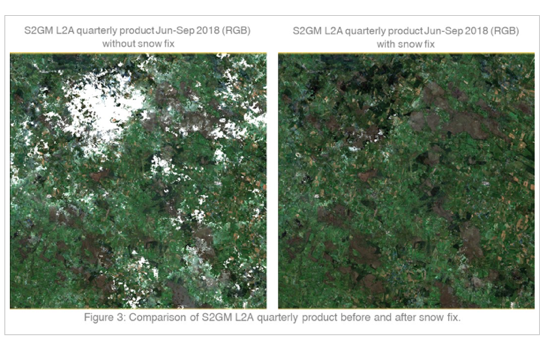 S2GM L2A quarterly product Jun-Sep 2018 (RGB)
without snow fix
S2GM L2A quarterly product Jun-Sep 2018 (RGB)
with snow fix
Figure 3: Comparison of S2GM L2A quarterly product before and after snow fix.